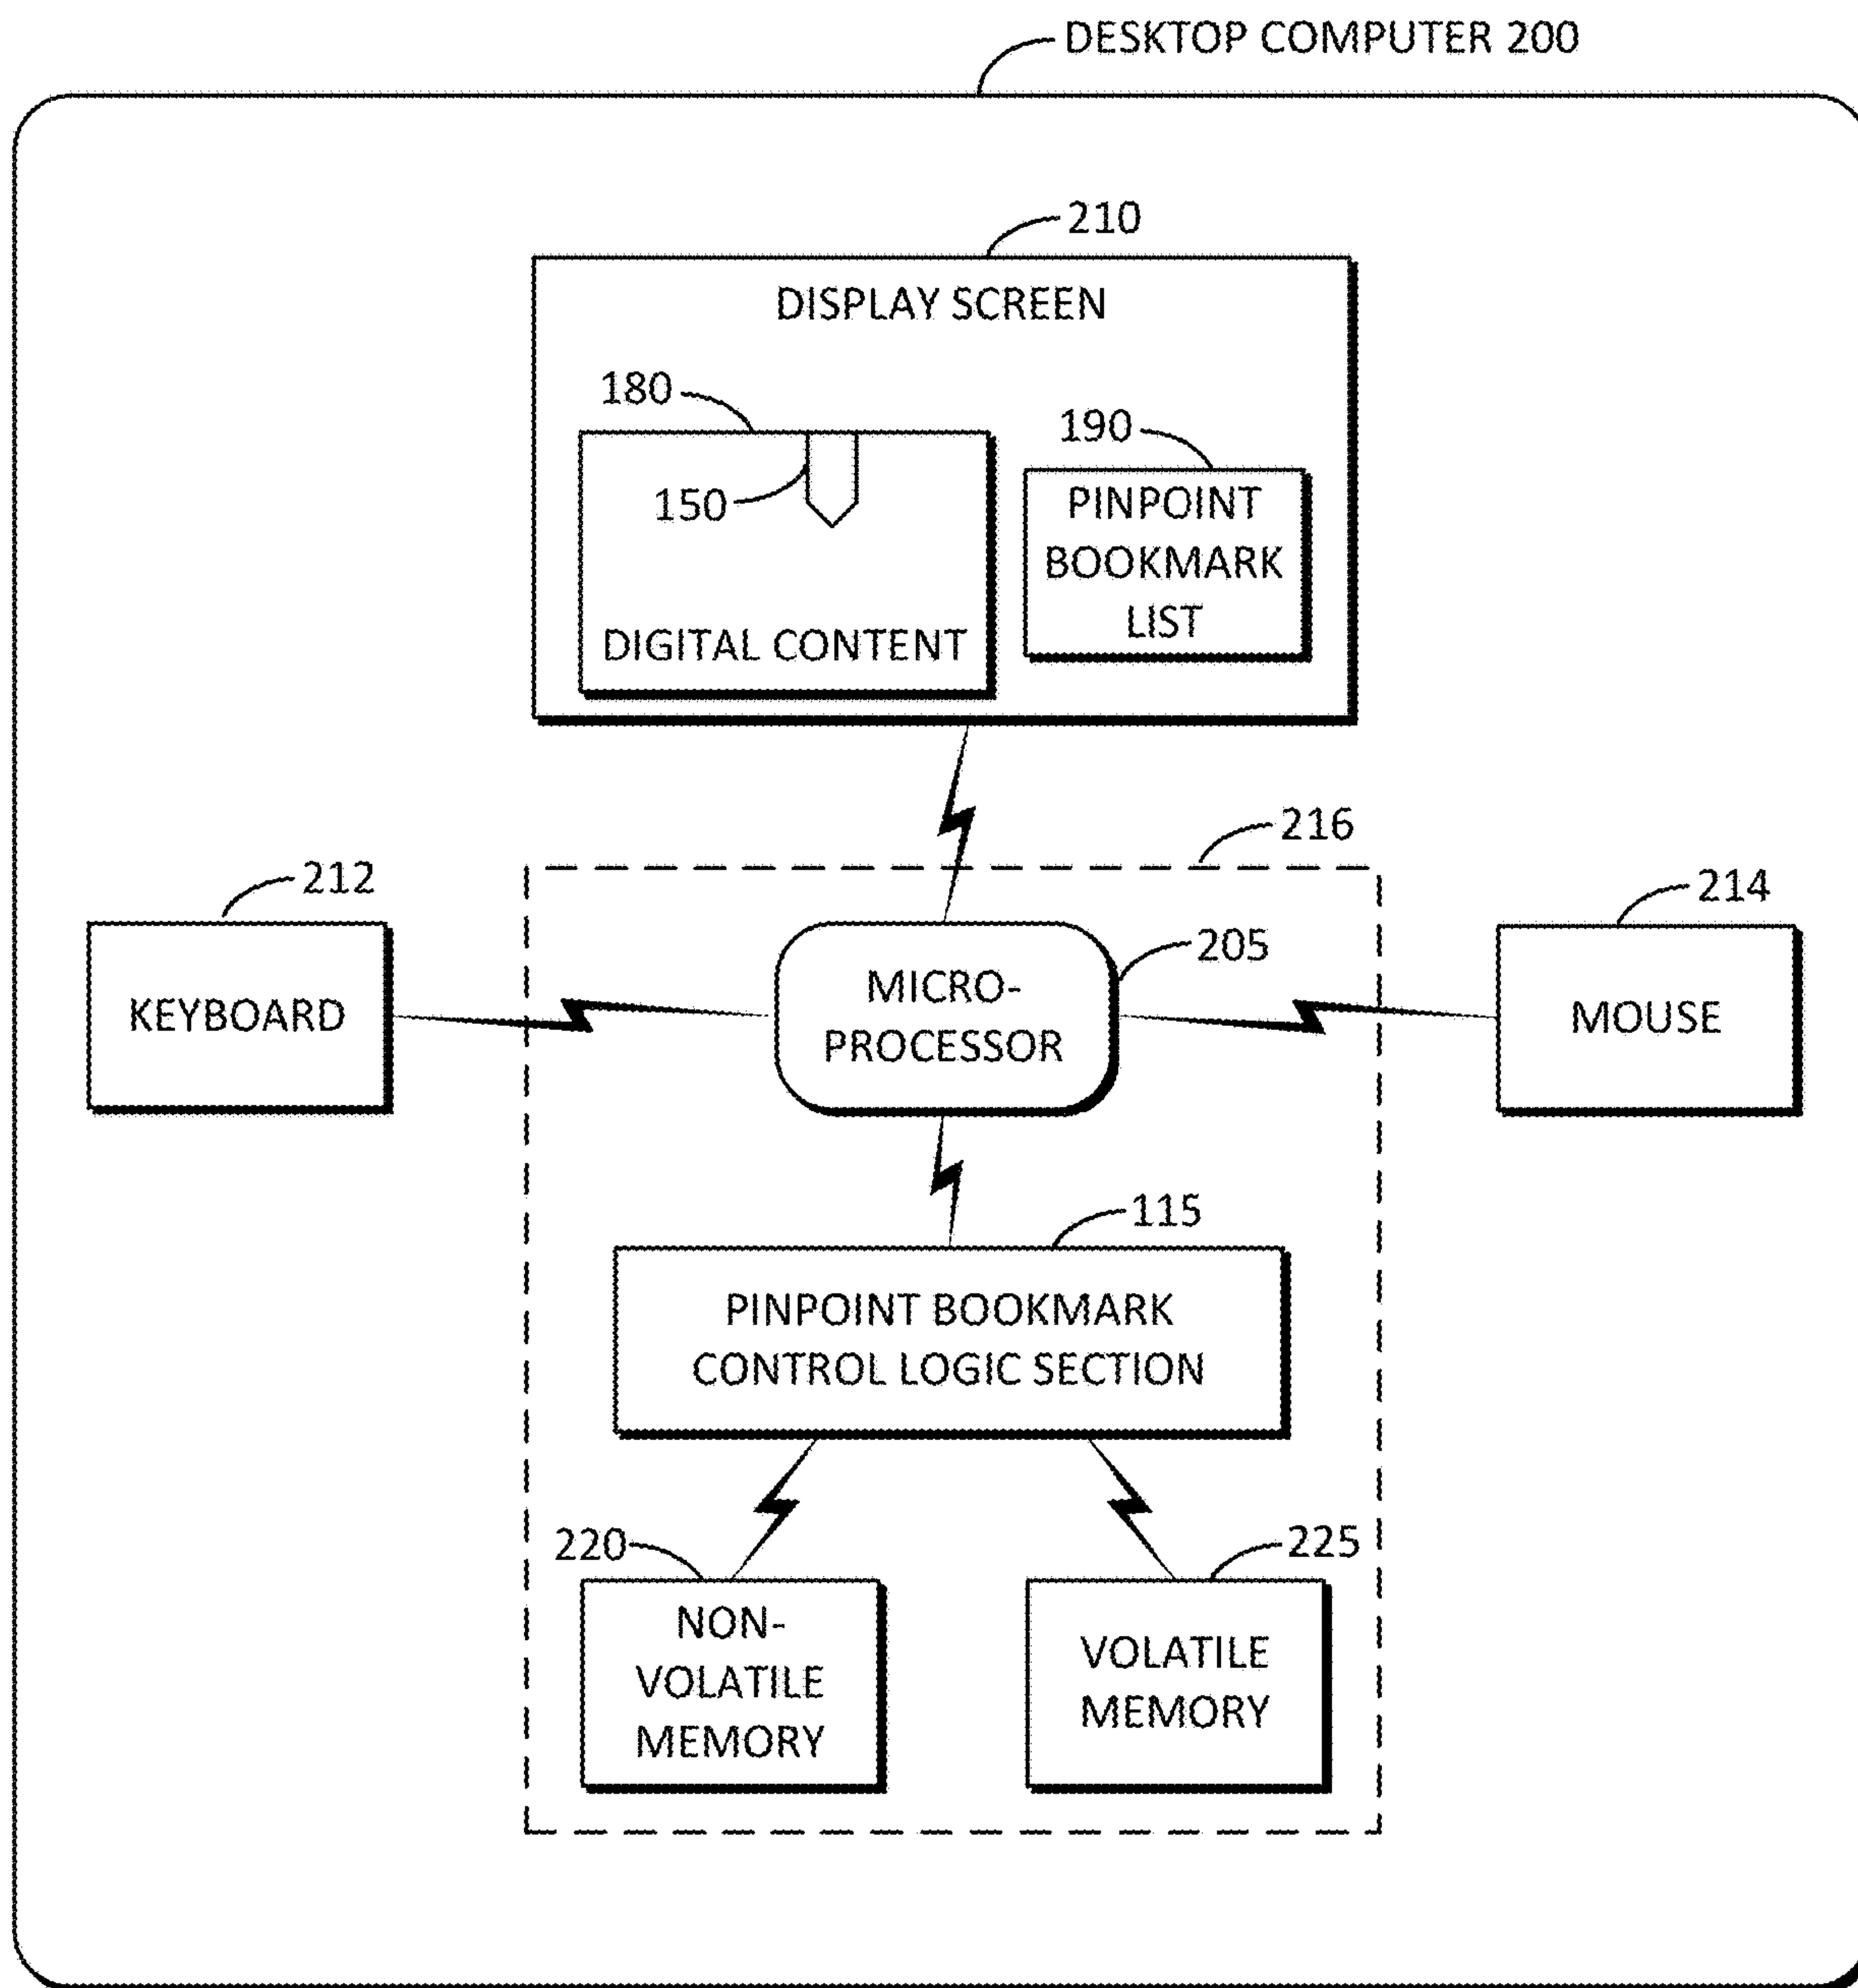 DESKTOP COMPUTER 200
210
DISPLAY SCREEN
180
190
150
PINPOINT
BOOKMARK
LIST
DIGITAL CONTENT
216
212
214
205
KEYBOARD
MICRO-
PROCESSOR
MOUSE
115
PINPOINT BOOKMARK
CONTROL LOGIC SECTION
220
225
NON-
VOLATILE
MEMORY
VOLATILE
MEMORY